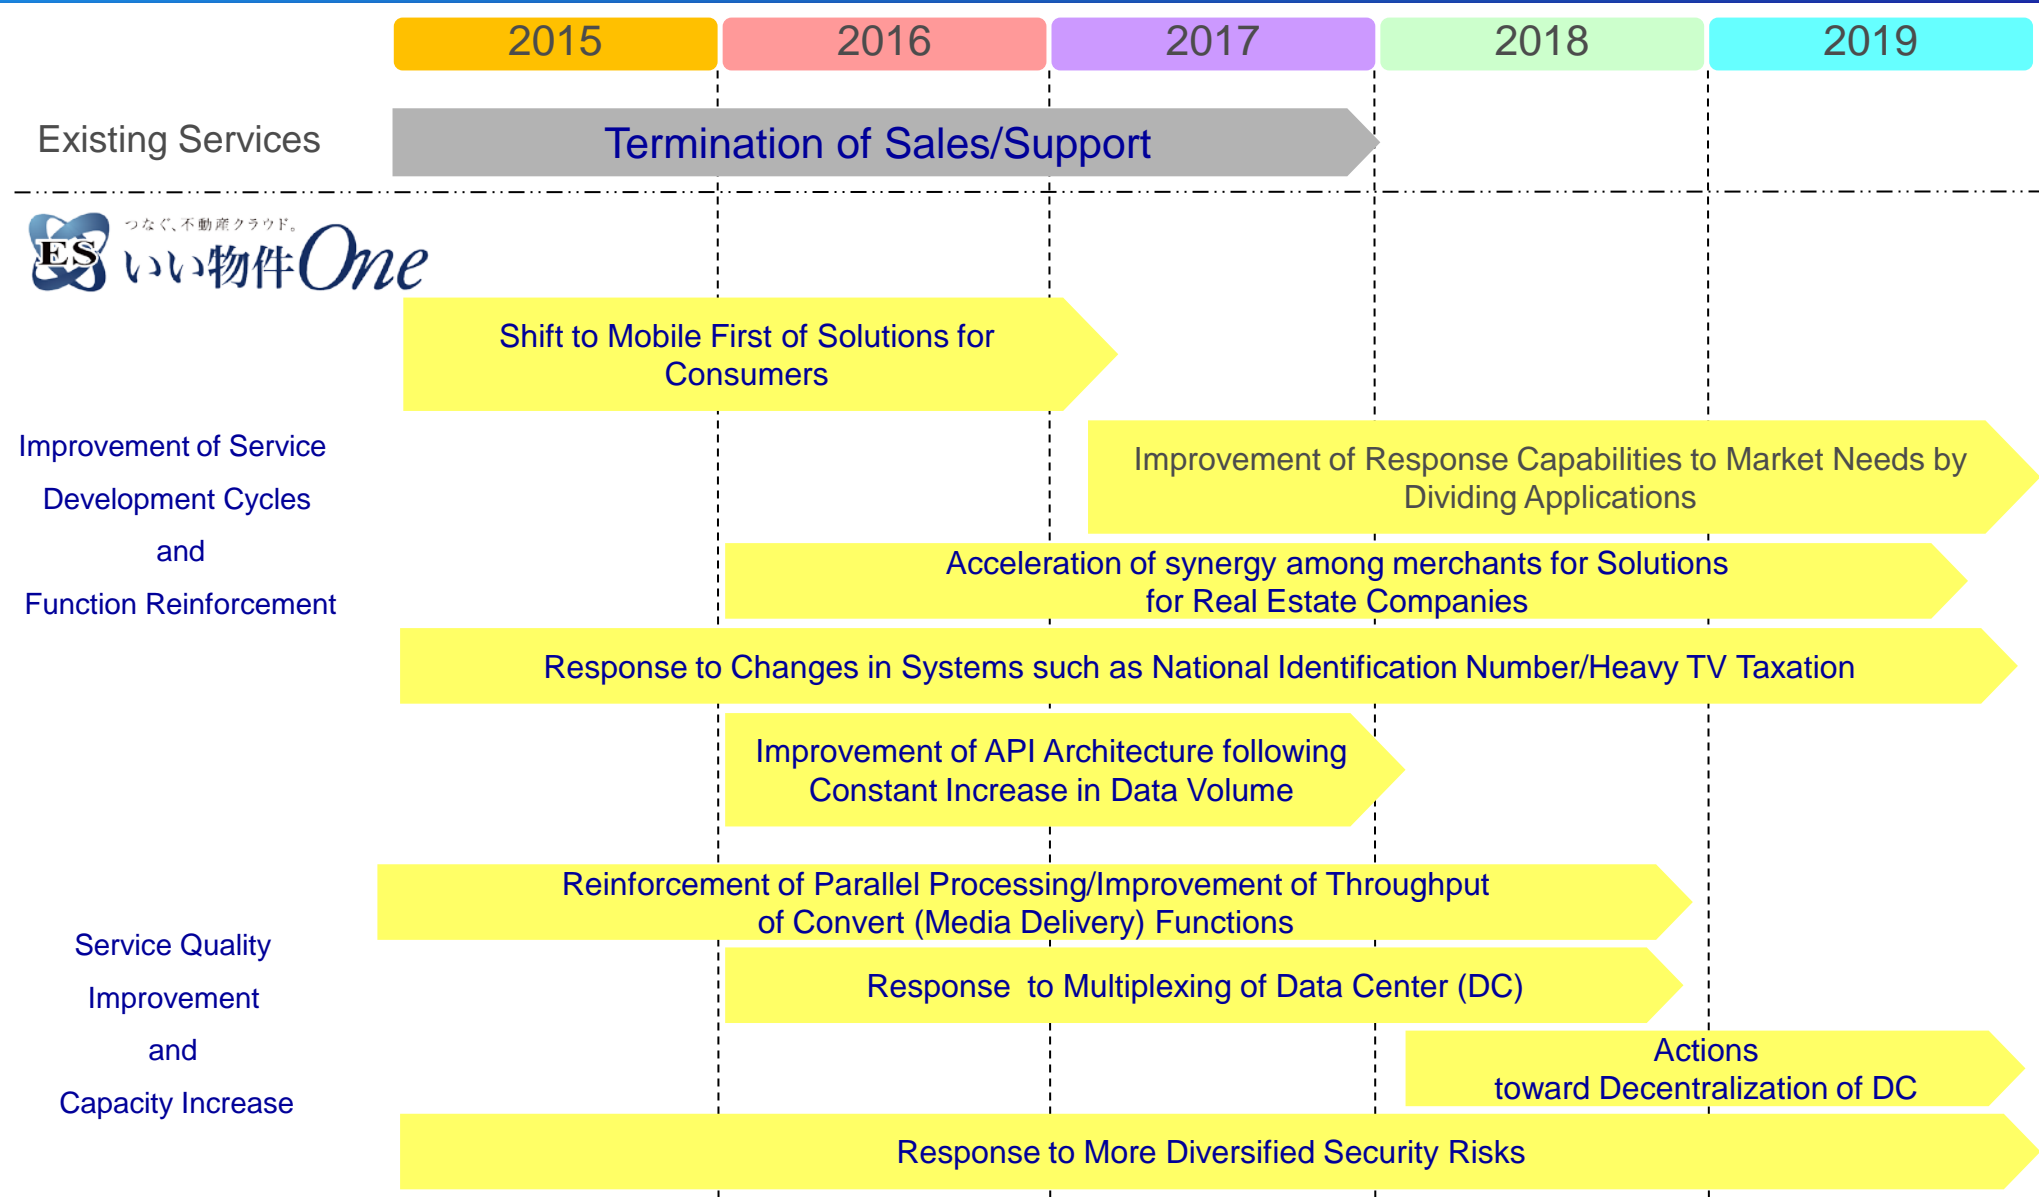 2015 2016 2017 2018 2019
Existing Services
Termination of Sales/Support
ES
つなぐ、不動産クラウド。
いい物件One
Shift to Mobile First of Solutions for
Consumers
Improvement of Service
Development Cycles
and
Function Reinforcement
Improvement of Response Capabilities to Market Needs by
Dividing Applications
Acceleration of synergy among merchants for Solutions
for Real Estate Companies
Response to Changes in Systems such as National Identification Number/Heavy TV Taxation
Improvement of API Architecture following
Constant Increase in Data Volume
Service Quality
Improvement
and
Capacity Increase
Reinforcement of Parallel Processing/Improvement of Throughput
of Convert (Media Delivery) Functions
Response to Multiplexing of Data Center (DC)
Actions
toward Decentralization of DC
Response to More Diversified Security Risks